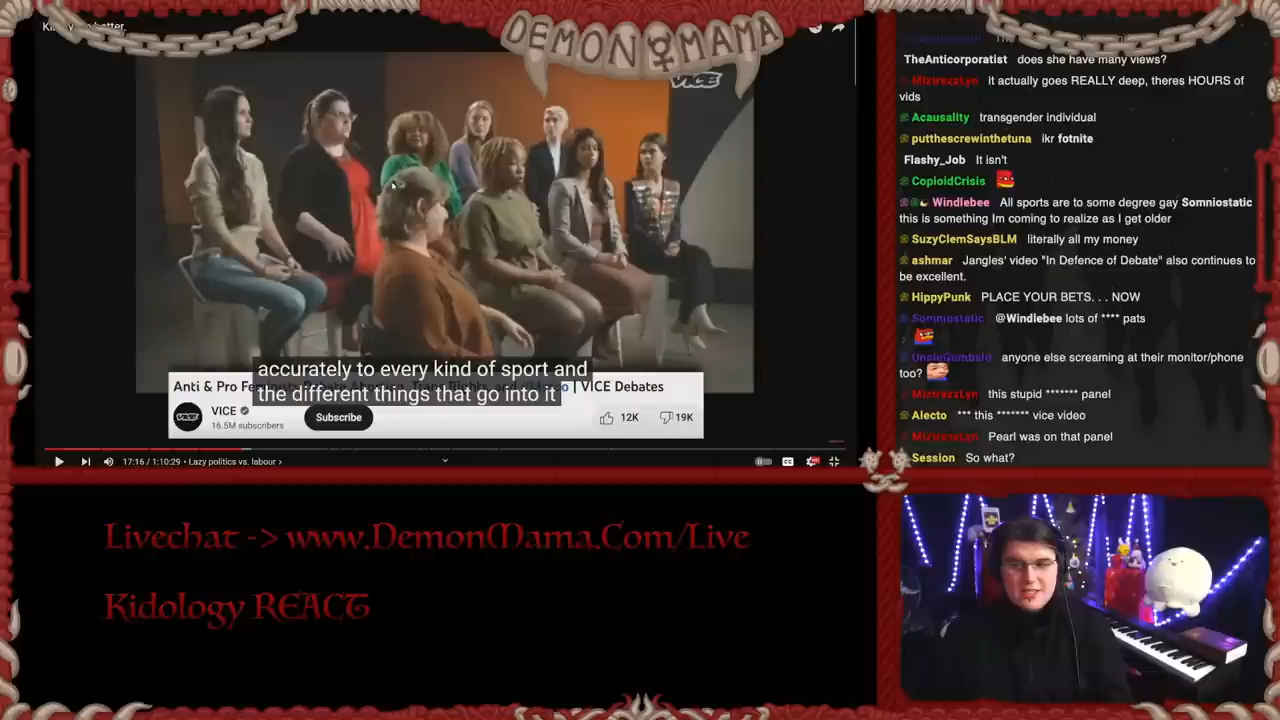 DEMON MAMA
VICE
accurately to every kind of sport and
the different things that go into it
Anti & Pro
| VICE Debates
VICE
16.5M subscribers
Subscribe
12K
19K
17:16 / 1:10:29 • Lazy politics vs. labour >
TheAnticorporatist does she have many views?
MiztrezzLyn it actually goes REALLY deep, theres HOURS of
vids
Acausality transgender individual
putthescrewinthetuna ikr fotnite
Flashy_Job It isn't
CopioidCrisis
Windlebee All sports are to some degree gay Somniostatic
this is something Im coming to realize as I get older
SuzyClemSaysBLM literally all my money
ashmar Jangles' video "In Defence of Debate" also continues to
be excellent.
HippyPunk PLACE YOUR BETS. . . NOW
Somniostatic @Windlebee lots of **** pats
UncleGumbald anyone else screaming at their monitor/phone
too?
MiztrezzLyn this stupid ******* panel
Alecto *** this ******* vice video
MiztrezzLyn Pearl was on that panel
Session So what?
Livechat -> www.DemonMama.Com/Live
Kidology REACT